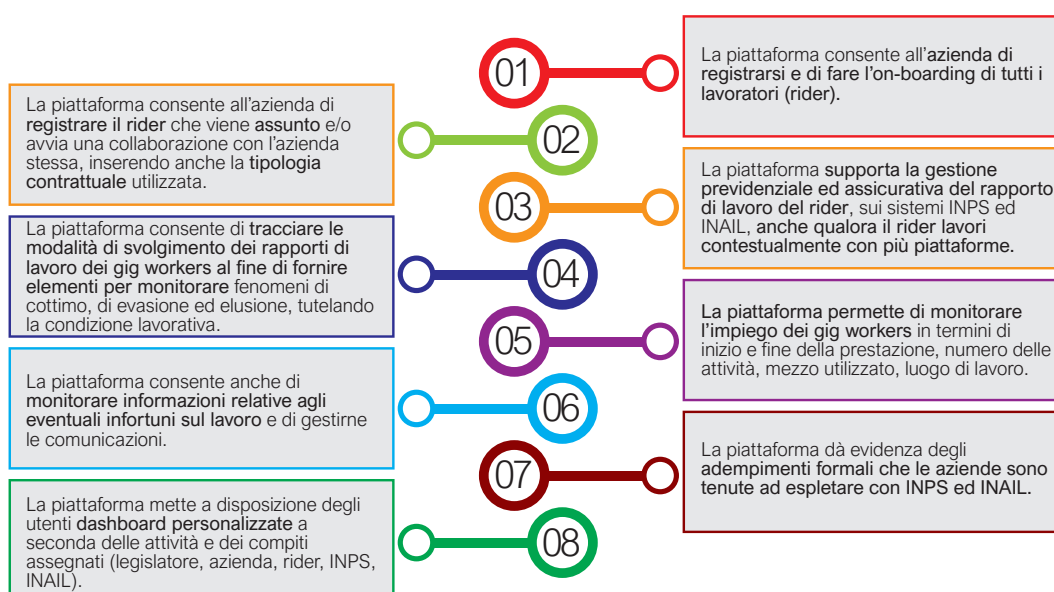 01
La piattaforma consente all'azienda di
registrarsi e di fare l'on-boarding di tutti i
lavoratori (rider).
La piattaforma consente all'azienda di
registrare il rider che viene assunto e/o
avvia una collaborazione con l'azienda
stessa, inserendo anche la tipologia
contrattuale utilizzata.
02
03
La piattaforma supporta la gestione
previdenziale ed assicurativa del rapporto
di lavoro del rider, sui sistemi INPS ed
INAIL, anche qualora il rider lavori
contestualmente con più piattaforme.
La piattaforma consente di tracciare le
modalità di svolgimento dei rapporti di
lavoro dei gig workers al fine di fornire
elementi per monitorare fenomeni di
cottimo, di evasione ed elusione, tutelando
la condizione lavorativa.
04
05
La piattaforma permette di monitorare
l'impiego dei gig workers in termini di
inizio e fine della prestazione, numero delle
attività, mezzo utilizzato, luogo di lavoro.
La piattaforma consente anche di
monitorare informazioni relative agli
eventuali infortuni sul lavoro e di gestirne
le comunicazioni.
06
07
La piattaforma dà evidenza degli
adempimenti formali che le aziende sono
tenute ad espletare con INPS ed INAIL.
La piattaforma mette a disposizione degli
utenti dashboard personalizzate a
seconda delle attività e dei compiti
assegnati (legislatore, azienda, rider, INPS,
INAIL).
08